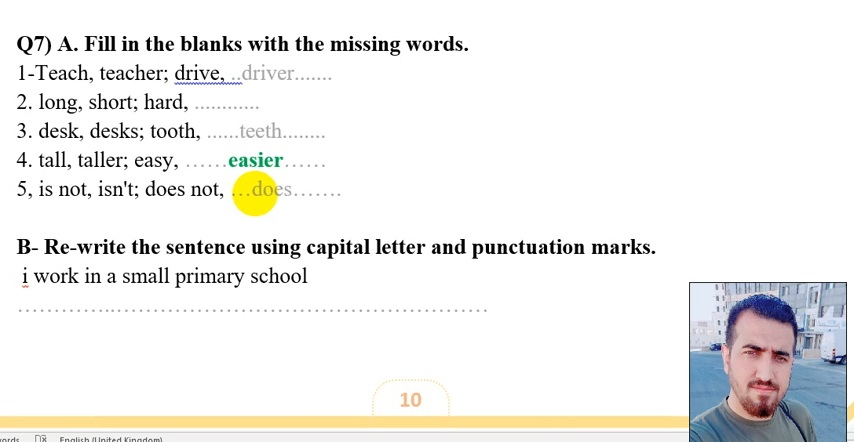 Q7) A. Fill in the blanks with the missing words.
1-Teach, teacher; drive, ..driver.......
2. long, short; hard, ............
3. desk, desks; tooth, ......teeth........
4. tall, taller; easy, ……easier……
5, is not, isn't; does not, …does…….
B- Re-write the sentence using capital letter and punctuation marks.
i work in a small primary school
…………...……………………………………………
10
English (United Kingdom)